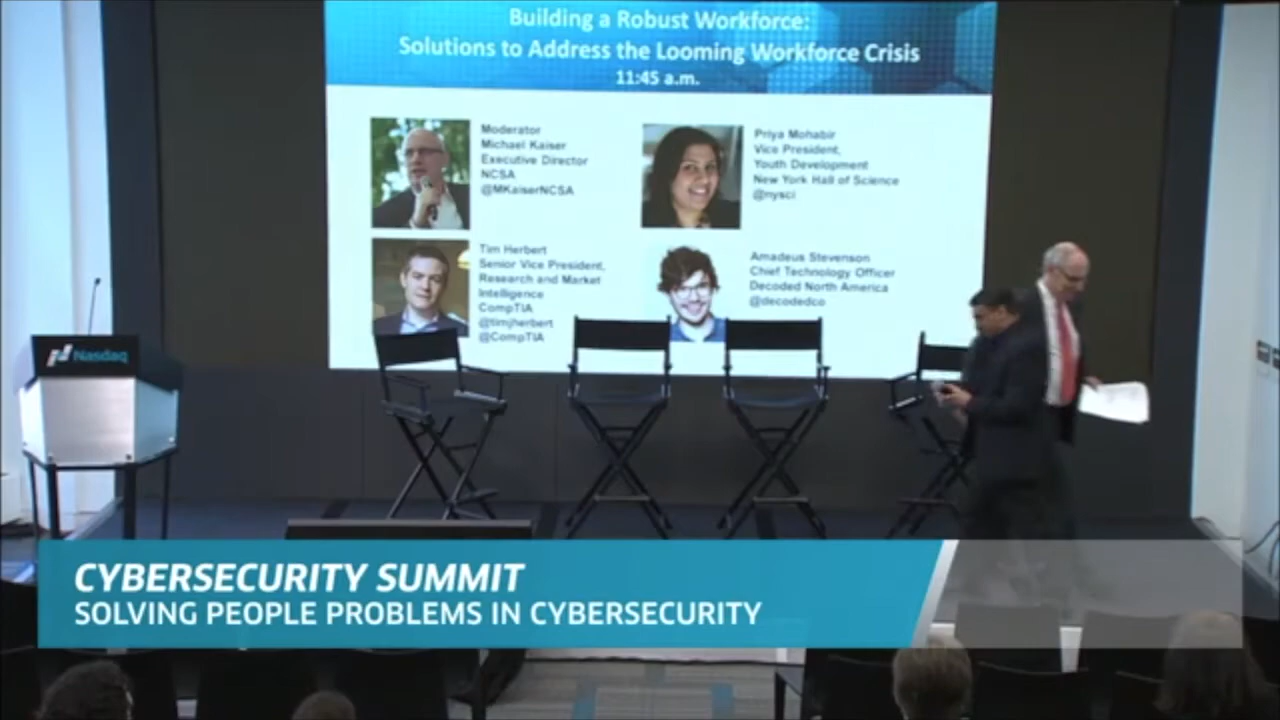 Building a Robust Workforce:
Solutions to Address the Looming Workforce Crisis
11:45 a.m.
Moderator
Michael Kaiser
Executive Director
NCSA
@MKaiserNCSA
Priya Mohabir
Vice President,
Youth Development
New York Hall of Science
@nysci
Tim Herbert
Senior Vice President,
Research and Market
Intelligence
CompTIA
@timjherbert
@CompTIA
Amadeus Stevenson
Chief Technology Officer
Decoded North America
@decodedco
Nasdaq
CYBERSECURITY SUMMIT
SOLVING PEOPLE PROBLEMS IN CYBERSECURITY